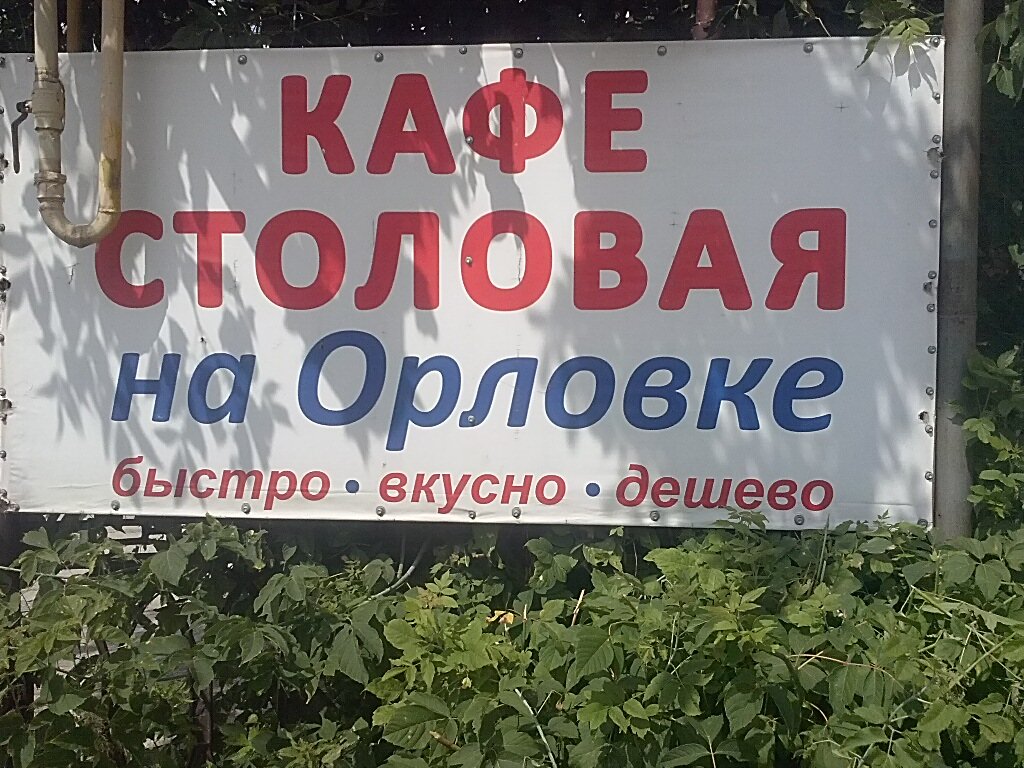 КАФЕ
СТОЛОВАЯ
на Орловке
быстро • вкусно • дешево